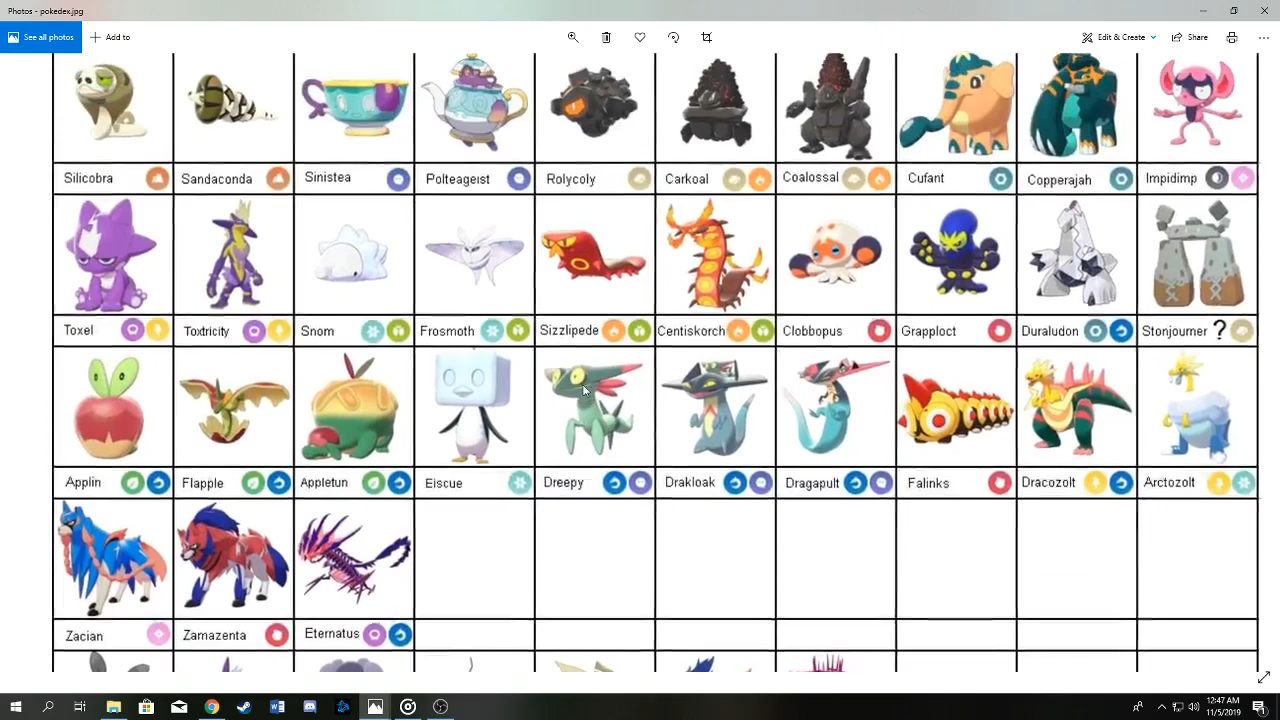 Photos - pokedex.jpg
See all photos
Add to
Edit & Create
Share
Silicobra
Sandaconda
Sinistea
Polteageist
Rolycoly
Carkoal
Coalossal
Cufant
Copperajah
Impidimp
Toxel
Toxtricity
Snom
Frosmoth
Sizzlipede
Centiskorch
Clobbopus
Grapploct
Duraludon
Stonjourner ?
Applin
Flapple
Appletun
Eiscue
Dreepy
Drakloak
Dragapult
Falinks
Dracozolt
Arctozolt
Zacian
Zamazenta
Eternatus
12:47 AM
11/5/2019